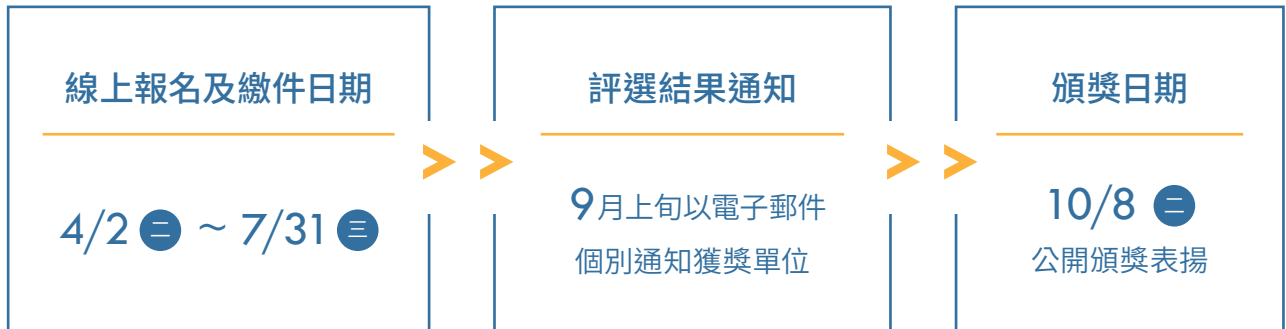 線上報名及繳件日期
4/2 二 ~ 7/31 三
評選結果通知
9月上旬以電子郵件
個別通知獲獎單位
頒獎日期
10/8 二
公開頒獎表揚